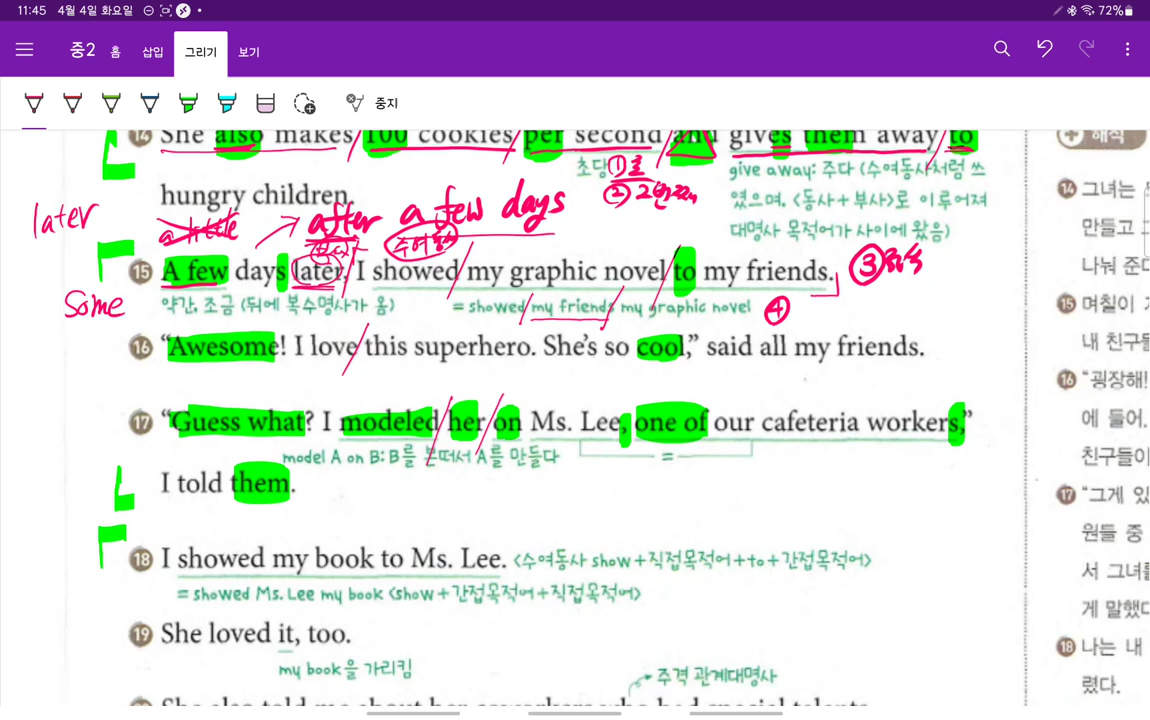 11:45 4월 4일 화요일 72%
중2 홈 삽입 그리기 보기
중지
⑭ She also makes 100 cookies per second and gives them away to
해석
초당 ①로 give away: 주다 (수여동사처럼 쓰
②
hungry children.
였으며, <동사+부사>로 이루어져
대명사 목적어가 사이에 왔음)
later
a little → after a few days
⑮ A few days later, I showed my graphic novel to my friends. ③
Some
약간, 조금 (뒤에 복수명사가 옴) = showed my friends my graphic novel ④
⑯ “Awesome! I love this superhero. She’s so cool,” said all my friends.
⑰ “Guess what? I modeled her on Ms. Lee, one of our cafeteria workers,”
model A on B: B를 본떠서 A를 만들다 =
I told them.
⑱ I showed my book to Ms. Lee. <수여동사 show+직접목적어+to+간접목적어>
= showed Ms. Lee my book <show+간접목적어+직접목적어>
⑲ She loved it, too.
my book을 가리킴
주격 관계대명사
She also told me about her coworkers who had special talents.
⑭ 그녀는
만들고
나눠 준다
⑮ 며칠이
내 친구들
⑯ “굉장해!
에 들어.
친구들이
⑰ “그게 있
원들 중
서 그녀를
게 말했다
⑱ 나는 내
렸다.